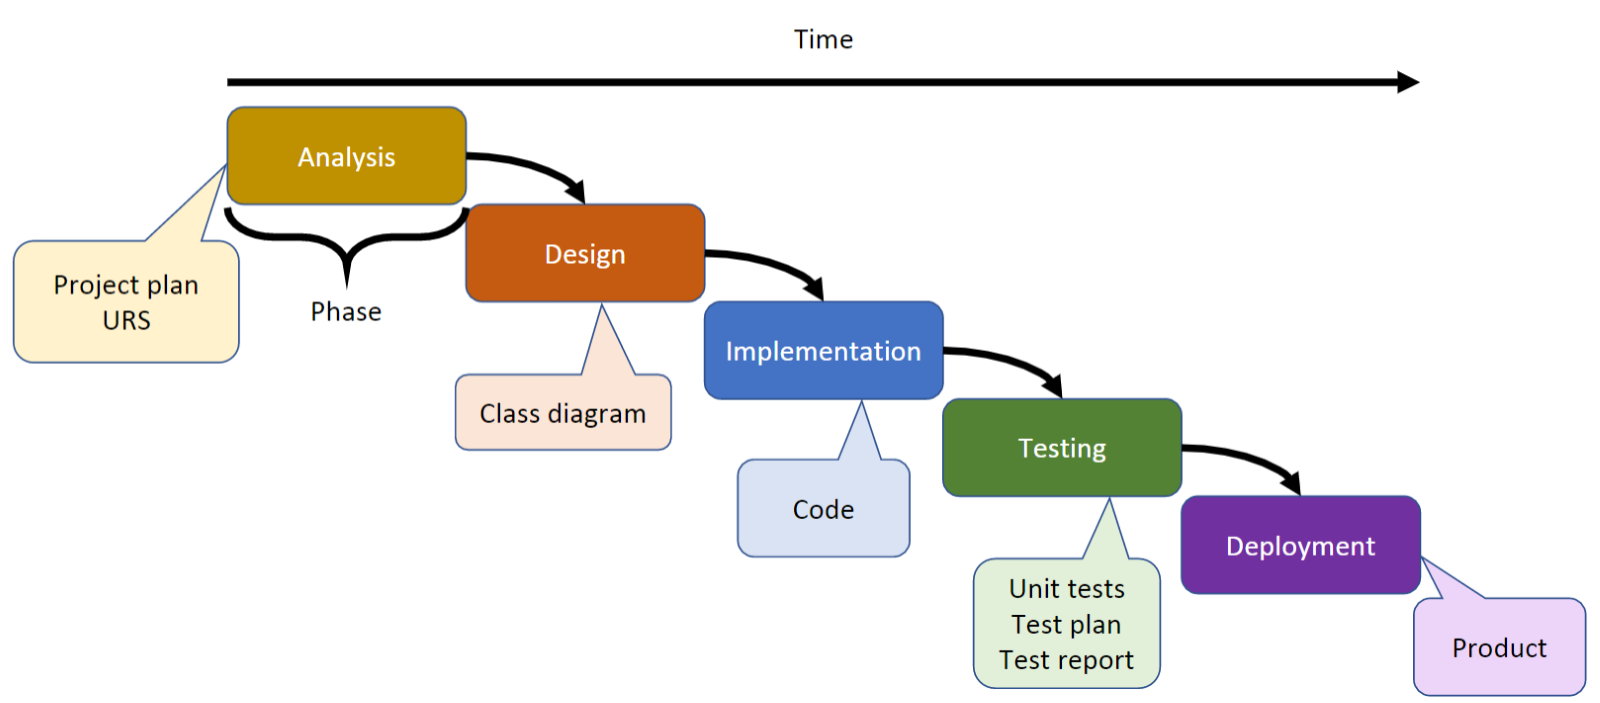 Time
Analysis
Project plan
URS
Phase
Design
Class diagram
Implementation
Code
Testing
Unit tests
Test plan
Test report
Deployment
Product